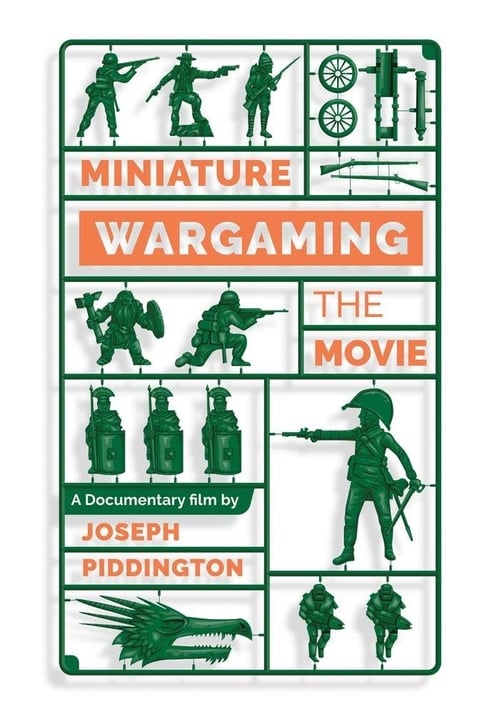 MINIATURE
WARGAMING
THE
MOVIE
A Documentary film by
JOSEPH
PIDDINGTON